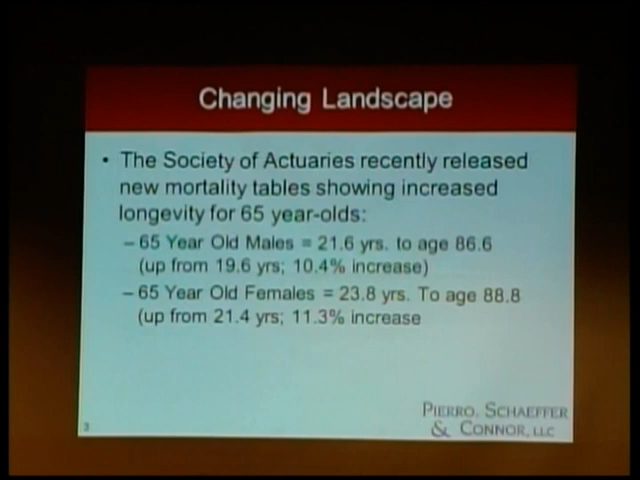 Changing Landscape
• The Society of Actuaries recently released
new mortality tables showing increased
longevity for 65 year-olds:
– 65 Year Old Males = 21.6 yrs. to age 86.6
(up from 19.6 yrs; 10.4% increase)
– 65 Year Old Females = 23.8 yrs. To age 88.8
(up from 21.4 yrs; 11.3% increase
PIERRO, SCHAEFFER
& CONNOR, LLC
3